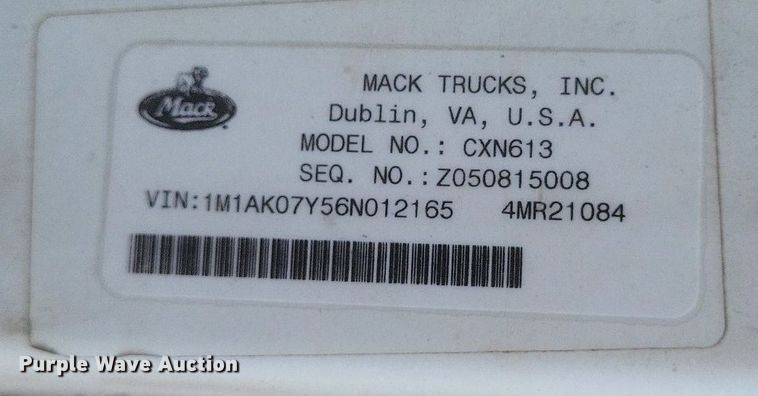 Mack
MACK TRUCKS, INC.
Dublin, VA, U.S.A.
MODEL NO.: CXN613
SEQ. NO.:Z050815008
VIN:1M1AK07Y56N012165 4MR21084
Purple Wave Auction